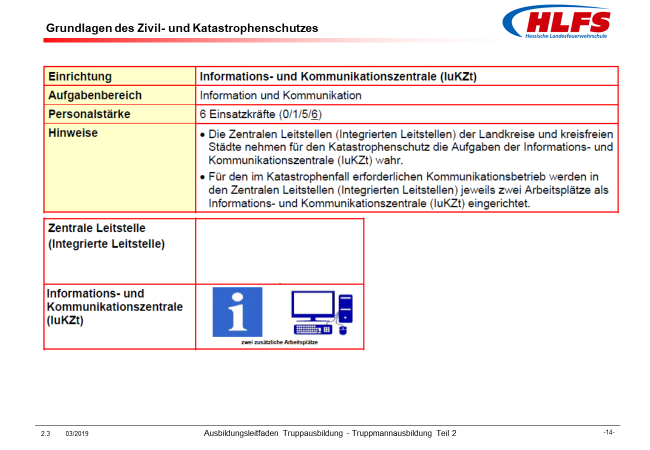 Grundlagen des Zivil- und Katastrophenschutzes
HLFS
Hessische Landesfeuerwehrschule
Einrichtung
Informations- und Kommunikationszentrale (IuKZt)
Aufgabenbereich
Information und Kommunikation
Personalstärke
6 Einsatzkräfte (0/1/5/6)
Hinweise
• Die Zentralen Leitstellen (Integrierten Leitstellen) der Landkreise und kreisfreien
Städte nehmen für den Katastrophenschutz die Aufgaben der Informations- und
Kommunikationszentrale (IuKZt) wahr.
• Für den im Katastrophenfall erforderlichen Kommunikationsbetrieb werden in
den Zentralen Leitstellen (Integrierten Leitstellen) jeweils zwei Arbeitsplätze als
Informations- und Kommunikationszentrale (IuKZt) eingerichtet.
Zentrale Leitstelle
(Integrierte Leitstelle)
Informations- und
Kommunikationszentrale
(IuKZt)
i
zwei zusätzliche Arbeitsplätze
2.3
03/2019
Ausbildungsleitfaden Truppausbildung - Truppmannausbildung Teil 2
-14-